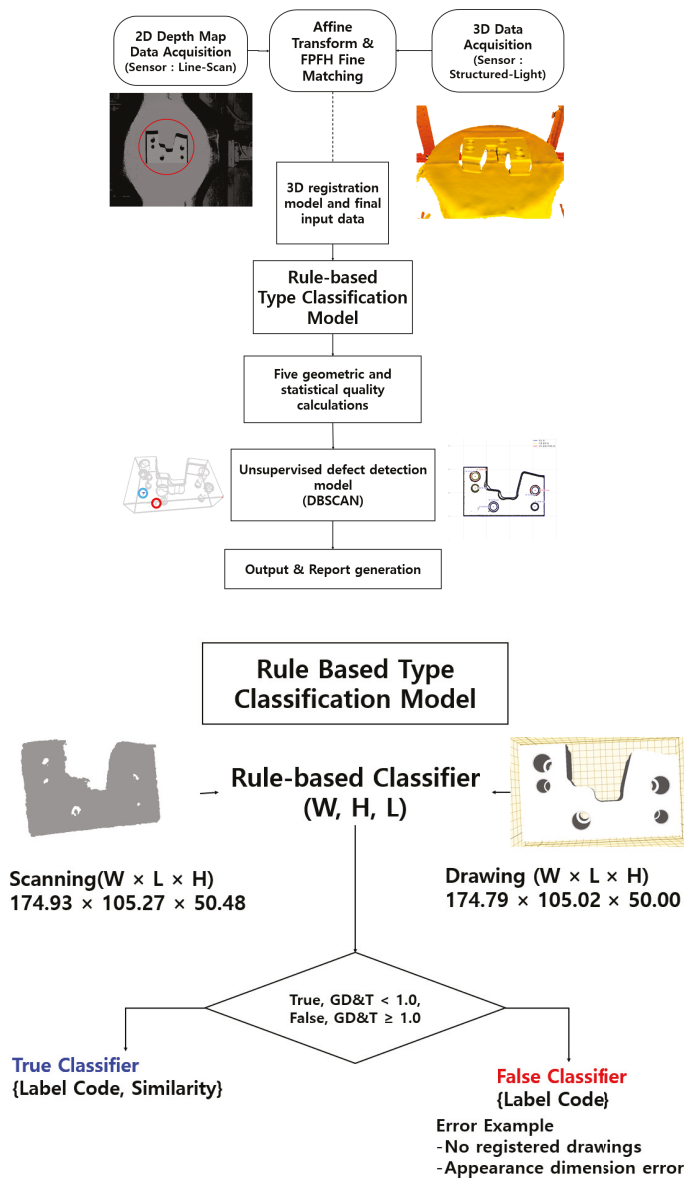 2D Depth Map
Data Acquisition
(Sensor : Line-Scan)
Affine
Transform &
FPFH Fine
Matching
3D Data
Acquisition
(Sensor :
Structured-Light)
3D registration
model and final
input data
Rule-based
Type Classification
Model
Five geometric and
statistical quality
calculations
Unsupervised defect detection
model
(DBSCAN)
Output & Report generation
Rule Based Type
Classification Model
Rule-based Classifier
(W, H, L)
Scanning(W × L × H)
174.93 × 105.27 × 50.48
Drawing (W × L × H)
174.79 × 105.02 × 50.00
True, GD&T < 1.0,
False, GD&T ≥ 1.0
True Classifier
{Label Code, Similarity}
False Classifier
{Label Code}
Error Example
-No registered drawings
-Appearance dimension error